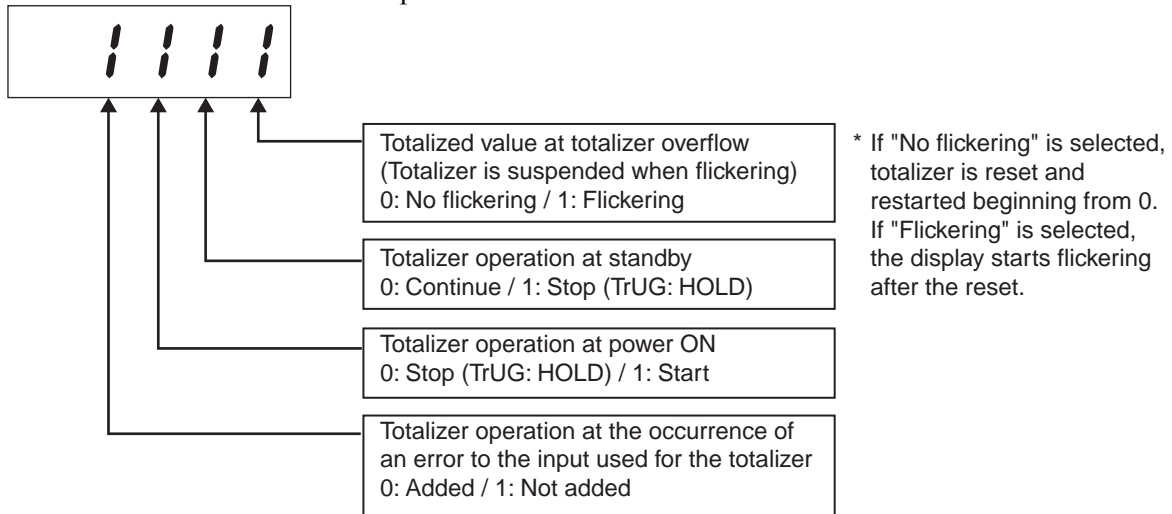 1111
Totalized value at totalizer overflow
(Totalizer is suspended when flickering)
0: No flickering / 1: Flickering
* If "No flickering" is selected,
totalizer is reset and
restarted beginning from 0.
If "Flickering" is selected,
the display starts flickering
after the reset.
Totalizer operation at standby
0: Continue / 1: Stop (TrUG: HOLD)
Totalizer operation at power ON
0: Stop (TrUG: HOLD) / 1: Start
Totalizer operation at the occurrence of
an error to the input used for the totalizer
0: Added / 1: Not added